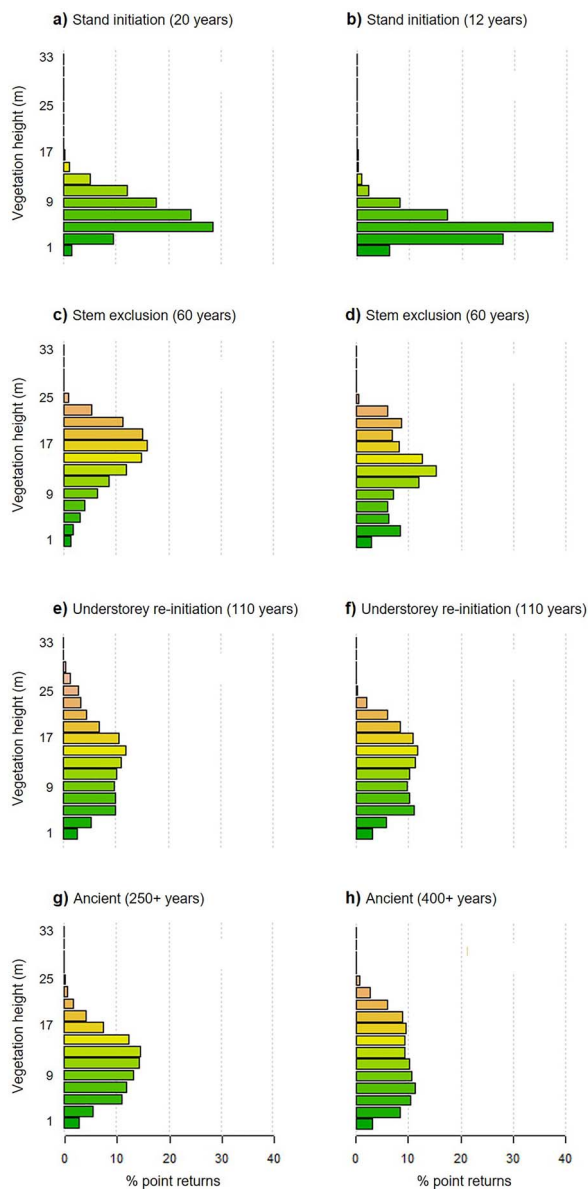 a) Stand initiation (20 years)
b) Stand initiation (12 years)
Vegetation height (m)
33
25
17
9
1
c) Stem exclusion (60 years)
d) Stem exclusion (60 years)
Vegetation height (m)
33
25
17
9
1
e) Understorey re-initiation (110 years)
f) Understorey re-initiation (110 years)
Vegetation height (m)
33
25
17
9
1
g) Ancient (250+ years)
h) Ancient (400+ years)
Vegetation height (m)
33
25
17
9
1
0 10 20 30 40
0 10 20 30 40
% point returns
% point returns